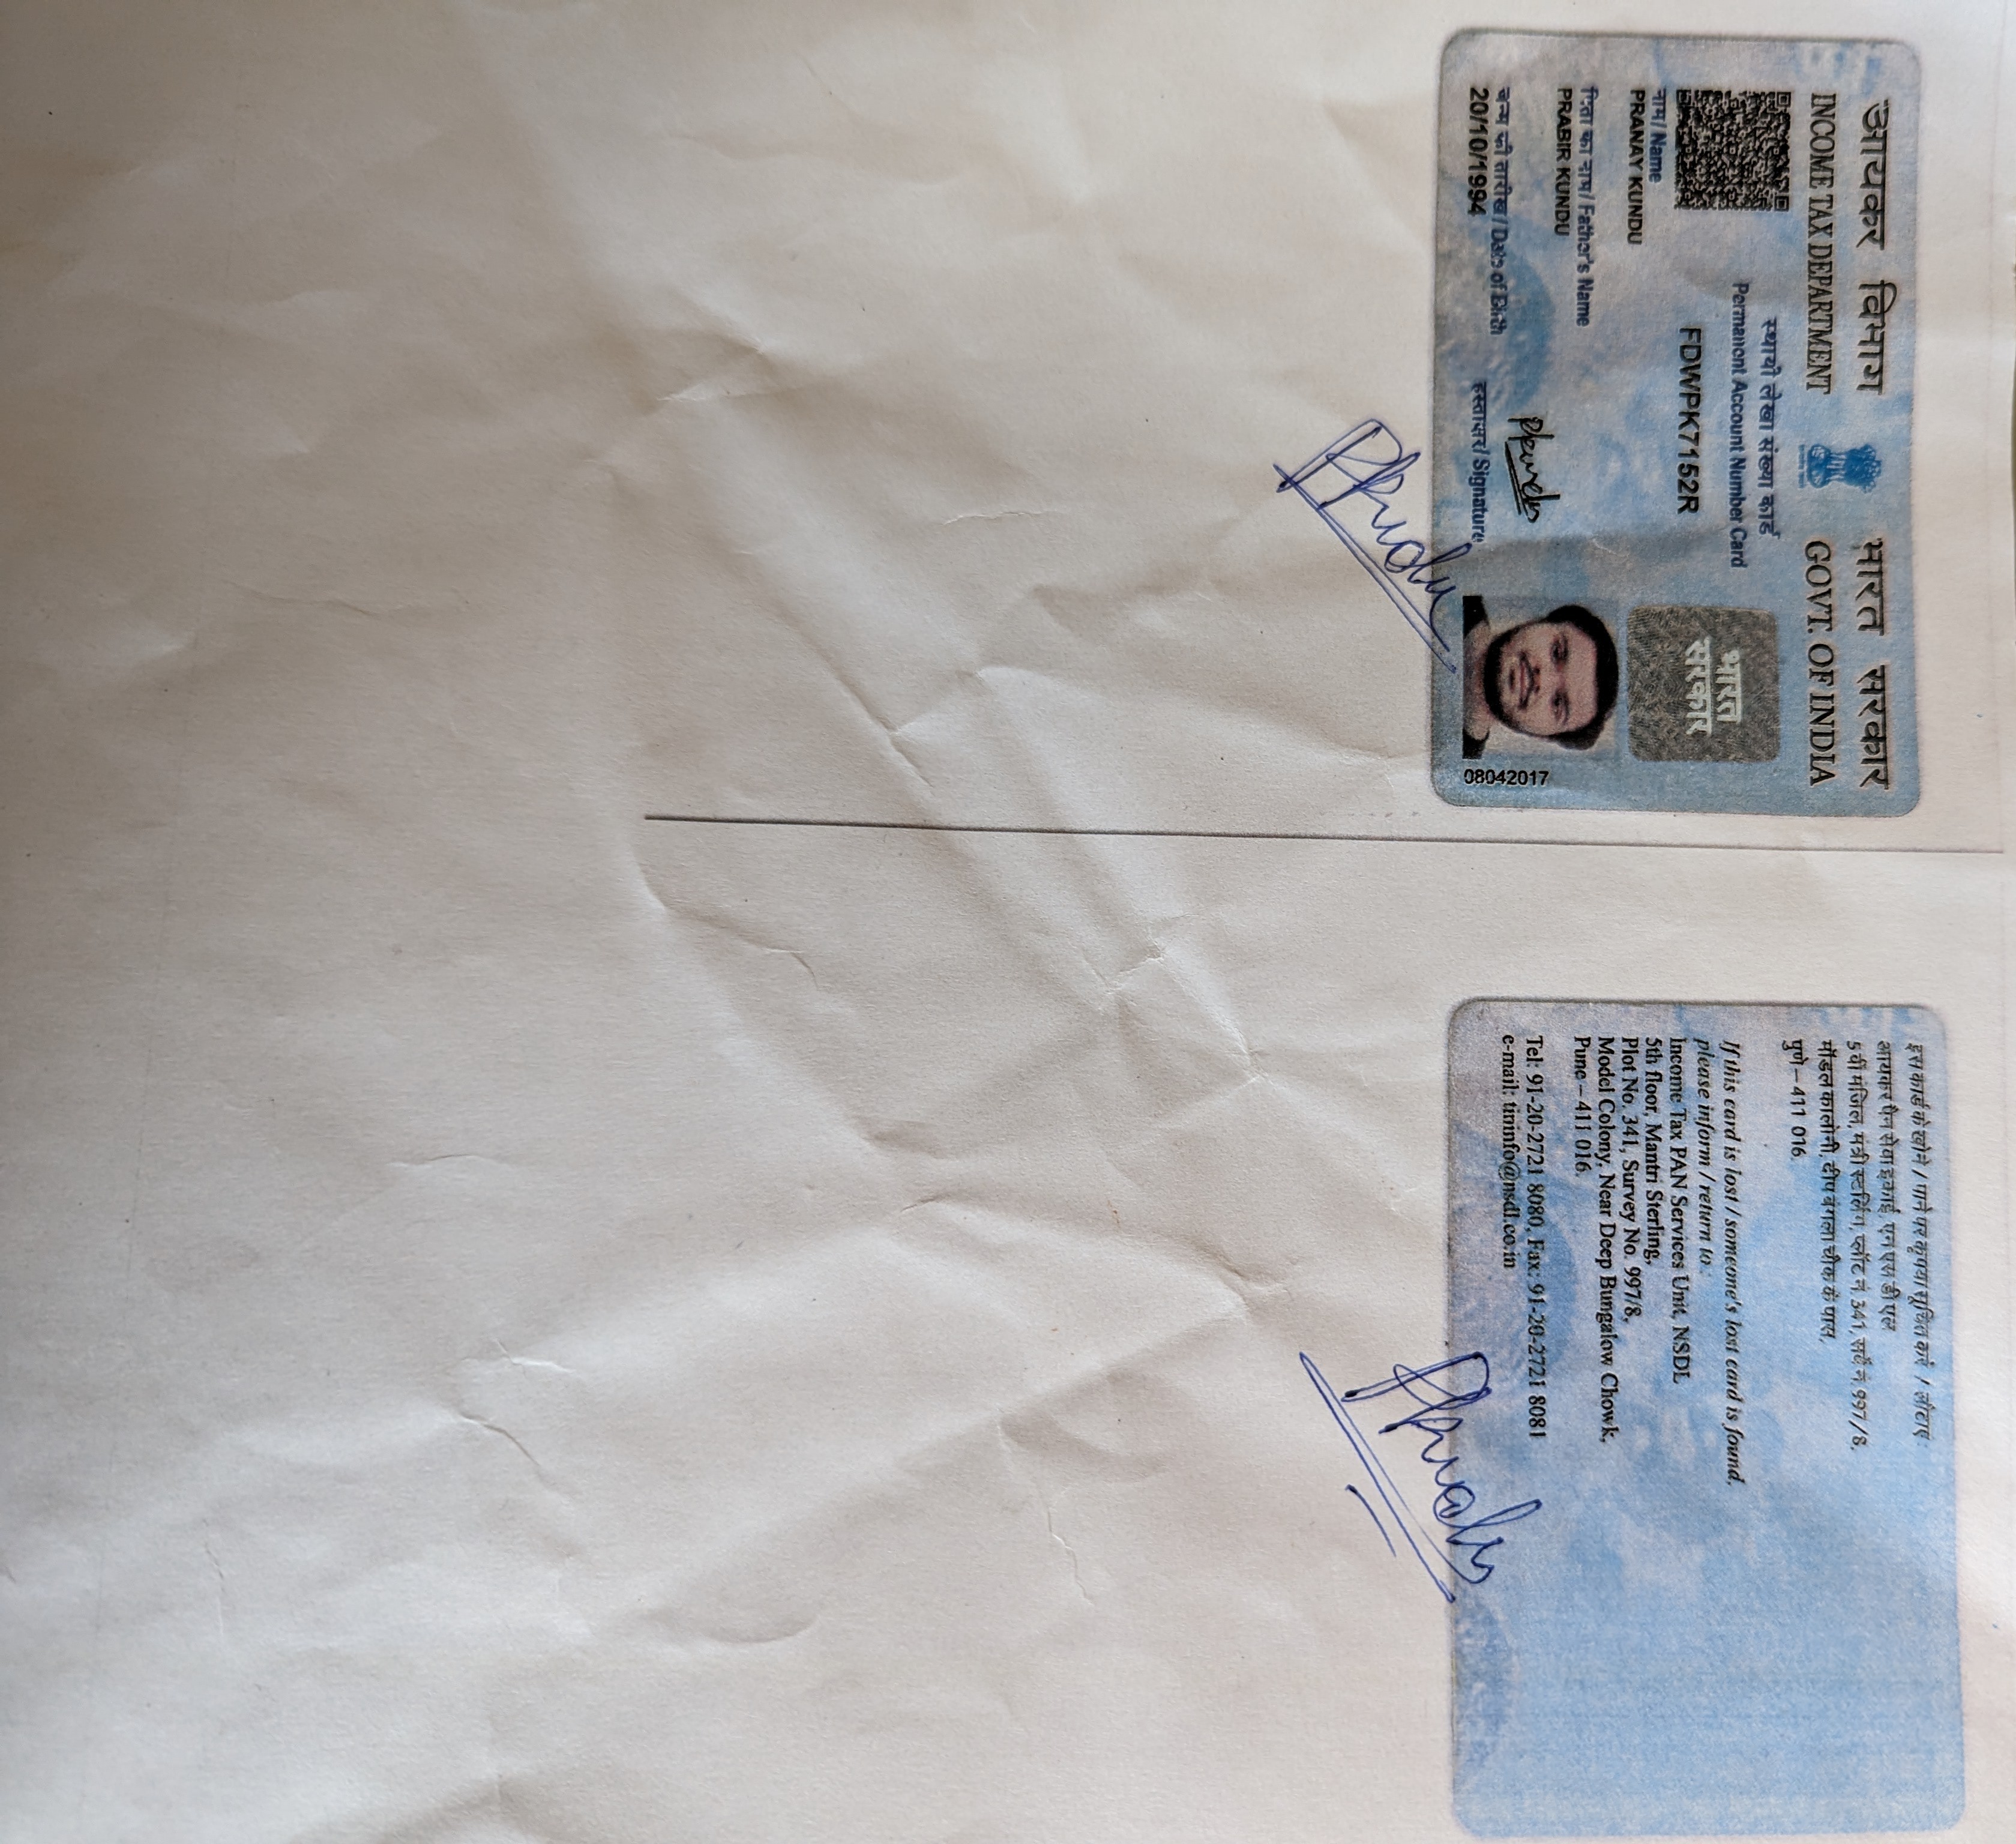 आयकर विभाग भारत सरकार
INCOME TAX DEPARTMENT GOVT. OF INDIA
स्थायी लेखा संख्या कार्ड
Permanent Account Number Card
FDWPK7152R
भारत
सरकार
नाम / Name
PRANAY KUNDU
पिता का नाम / Father's Name
PRABIR KUNDU
जन्म की तारीख / Date of Birth
20/10/1994
Pkundu
हस्ताक्षर / Signature
08042017
Pkundu
इस कार्ड के खोने / पाने पर कृपया सूचित करें / लौटाएं :
आयकर पैन सेवा इकाई, एन एस डी एल
5वीं मंजिल, मंत्री स्टर्लिंग, प्लॉट नं. 341, सर्वे नं. 997/8,
मॉडल कालोनी, दीप बंगला चौक के पास,
पुणे – 411 016.
If this card is lost / someone's lost card is found,
please inform / return to :
Income Tax PAN Services Unit, NSDL
5th floor, Mantri Sterling,
Plot No. 341, Survey No. 997/8,
Model Colony, Near Deep Bungalow Chowk,
Pune – 411 016.
Tel: 91-20-2721 8080, Fax: 91-20-2721 8081
e-mail: tininfo@nsdl.co.in
Pkundu